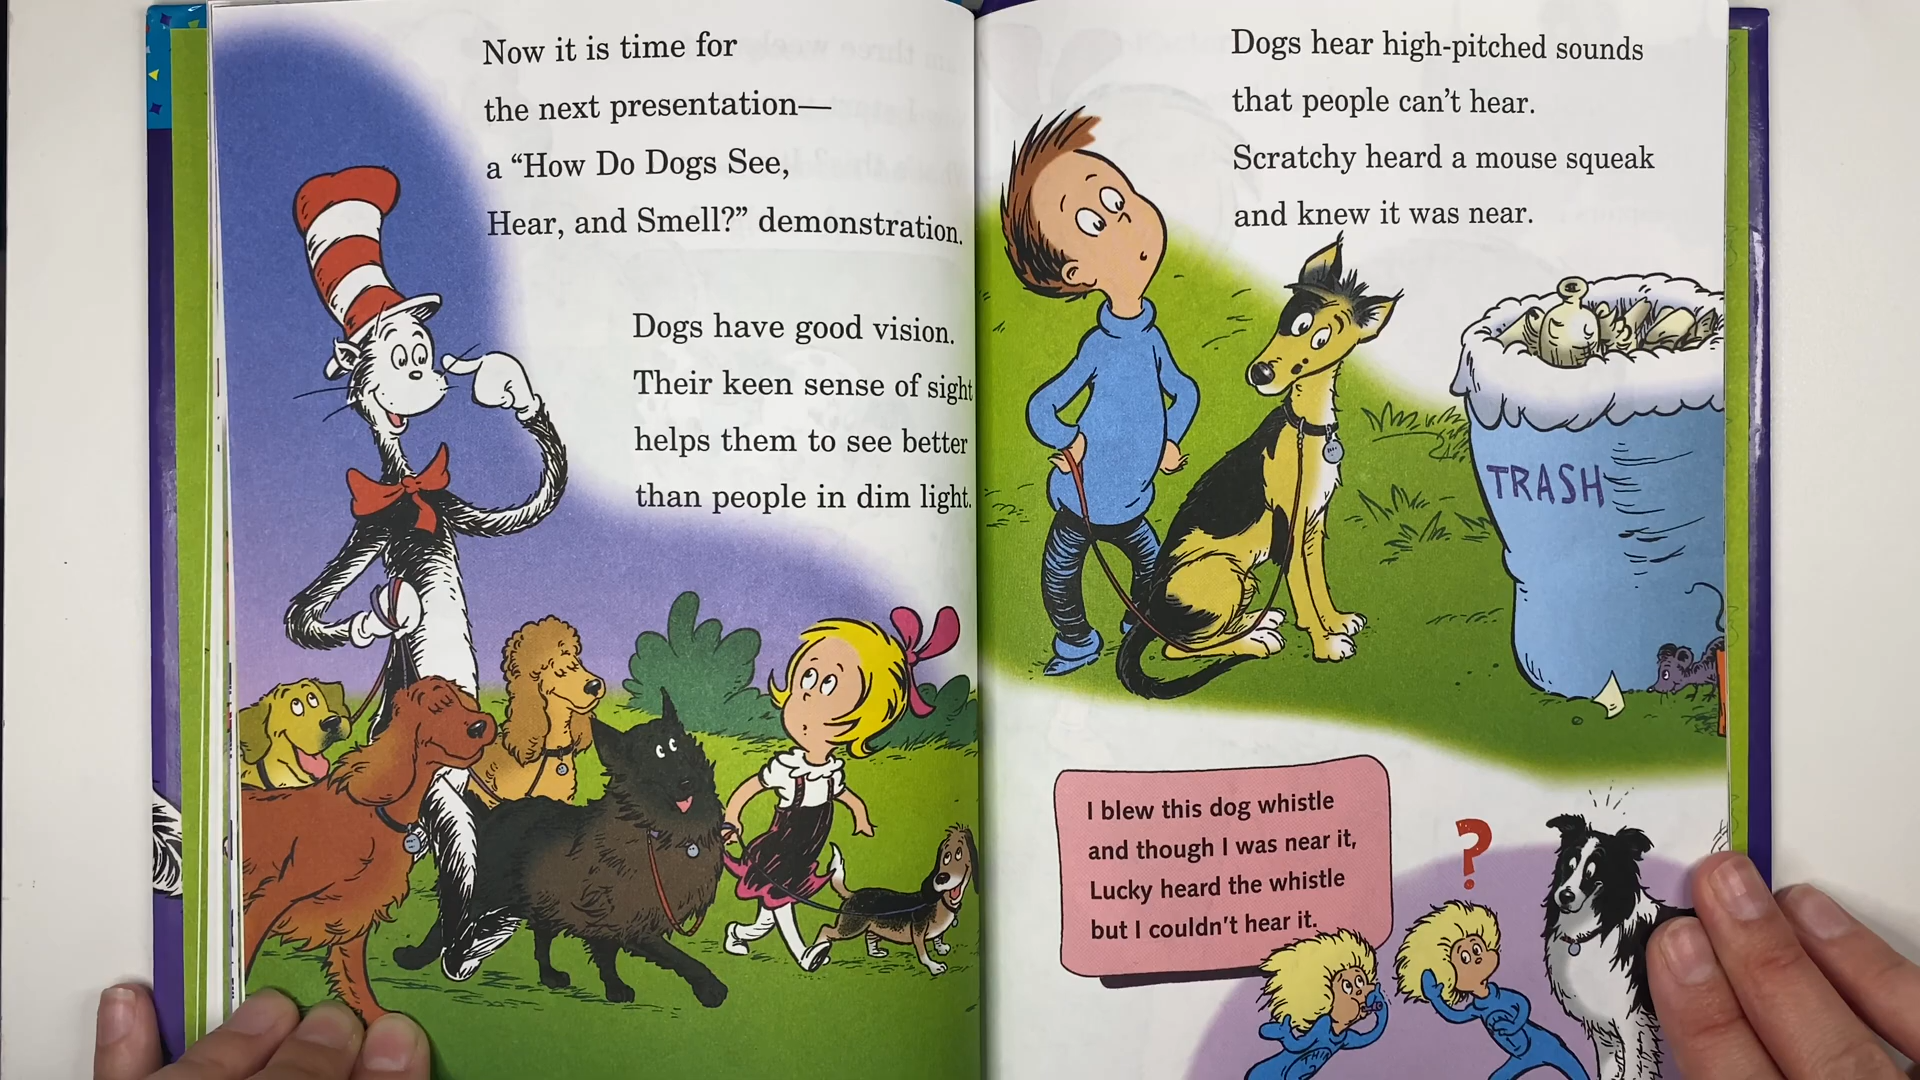 Now it is time for
the next presentation—
a “How Do Dogs See,
Hear, and Smell?” demonstration.
Dogs have good vision.
Their keen sense of sight
helps them to see better
than people in dim light.
Dogs hear high-pitched sounds
that people can’t hear.
Scratchy heard a mouse squeak
and knew it was near.
TRASH
I blew this dog whistle
and though I was near it,
Lucky heard the whistle
but I couldn’t hear it.
?